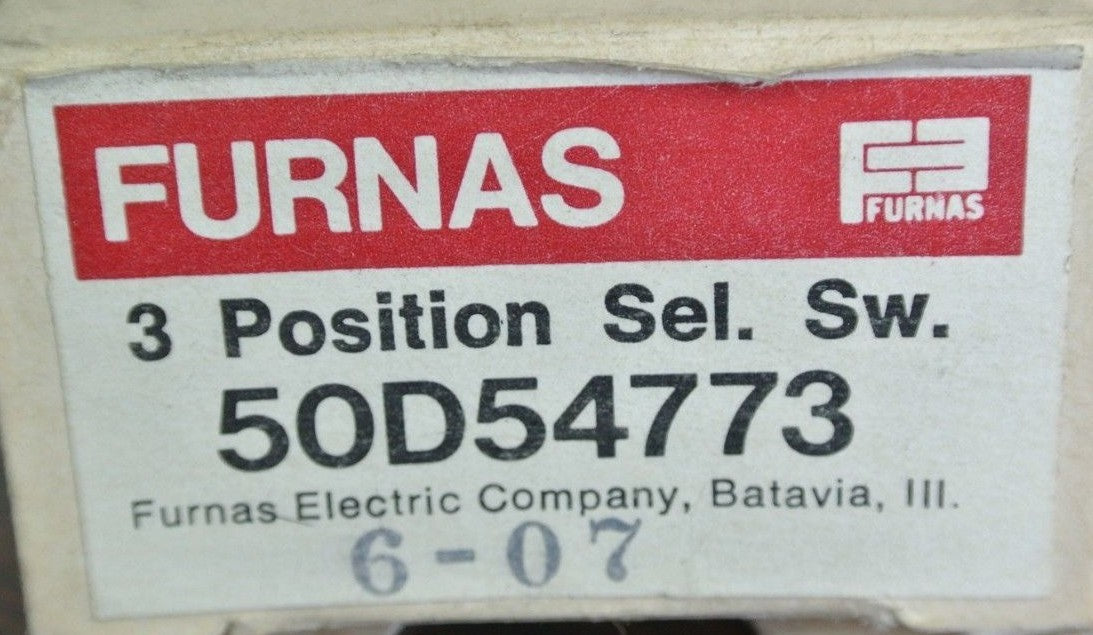 FURNAS
FURNAS
3 Position Sel. Sw.
50D54773
Furnas Electric Company, Batavia, Ill.
6-07